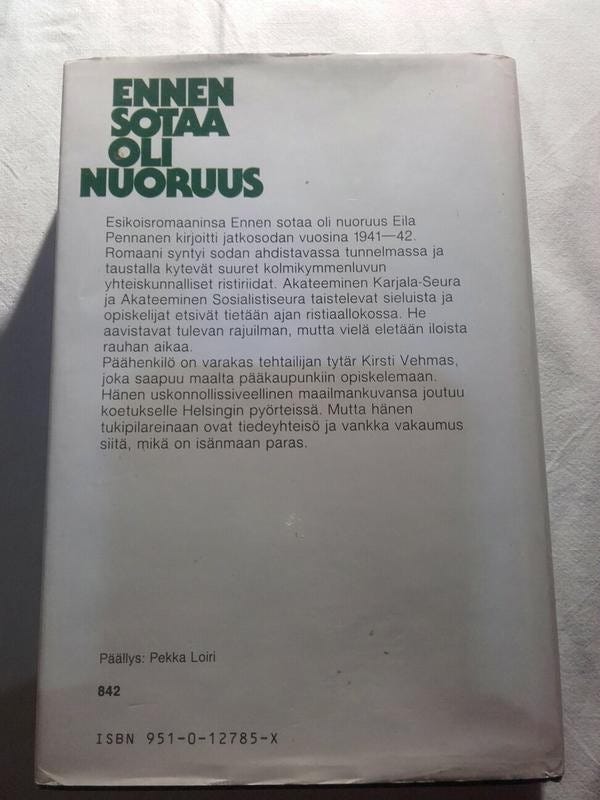 ENNEN
SOTAA
OLI
NUORUUS
Esikoisromaaninsa Ennen sotaa oli nuoruus Eila
Pennanen kirjoitti jatkosodan vuosina 1941—42.
Romaani syntyi sodan ahdistavassa tunnelmassa ja
taustalla kytevät suuret kolmikymmenluvun
yhteiskunnalliset ristiriidat. Akateeminen Karjala-Seura
ja Akateeminen Sosialistiseura taistelevat sieluista ja
opiskelijat etsivät tietään ajan ristiaallokossa. He
aavistavat tulevan rajuilman, mutta vielä eletään iloista
rauhan aikaa.
Päähenkilö on varakas tehtailijan tytär Kirsti Vehmas,
joka saapuu maalta pääkaupunkiin opiskelemaan.
Hänen uskonnollissiveellinen maailmankuvansa joutuu
koetukselle Helsingin pyörteissä. Mutta hänen
tukipilareinaan ovat tiedeyhteisö ja vankka vakaumus
siitä, mikä on isänmaan paras.
Päällys: Pekka Loiri
842
ISBN 951-0-12785-X